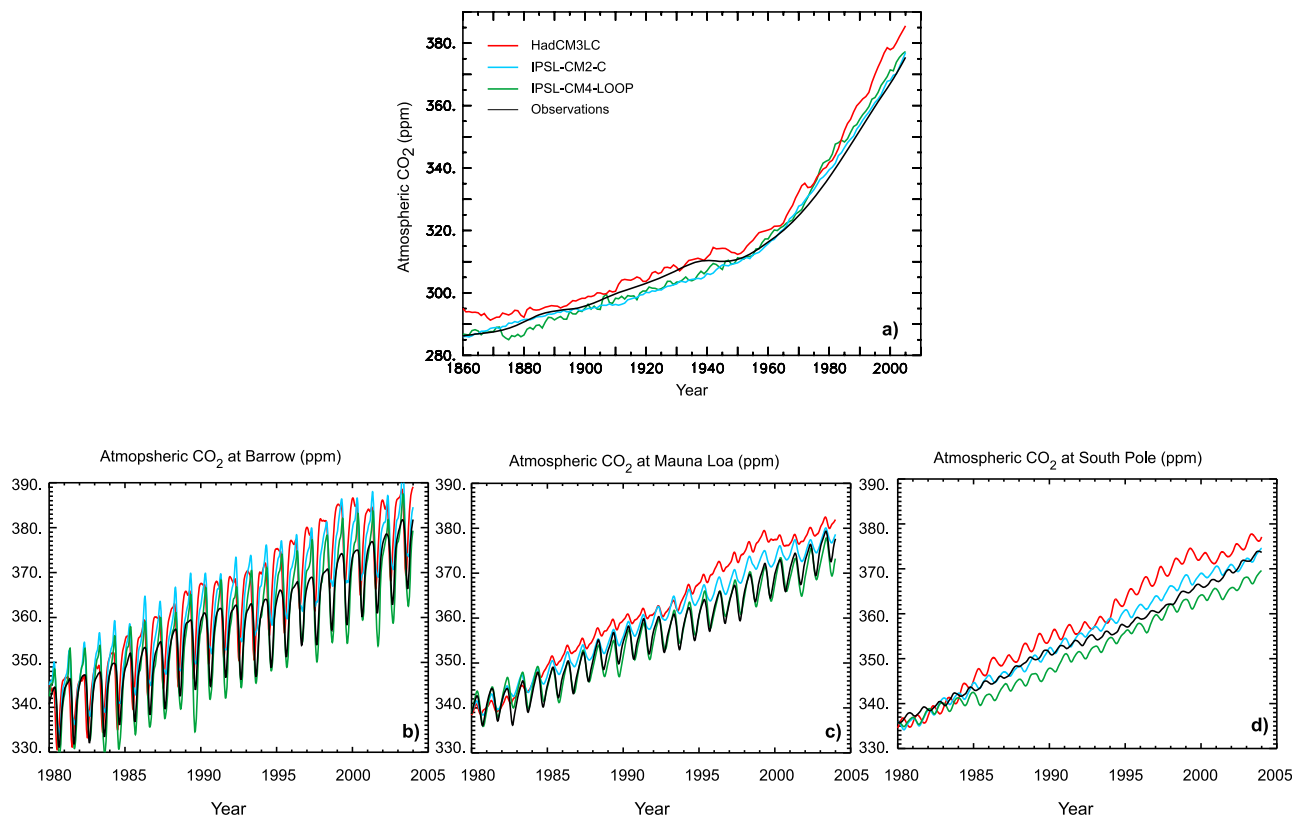 380.
360.
340.
320.
300.
280.
Atmospheric CO2 (ppm)
HadCM3LC
IPSL-CM2-C
IPSL-CM4-LOOP
Observations
a)
1860 1880 1900 1920 1940 1960 1980 2000
Year
Atmopsheric CO2 at Barrow (ppm)
390.
380.
370.
360.
350.
340.
330.
b)
1980 1985 1990 1995 2000 2005
Year
Atmospheric CO2 at Mauna Loa (ppm)
390.
380.
370.
360.
350.
340.
330.
c)
1980 1985 1990 1995 2000 2005
Year
Atmospheric CO2 at South Pole (ppm)
390.
380.
370.
360.
350.
340.
330.
d)
1980 1985 1990 1995 2000 2005
Year